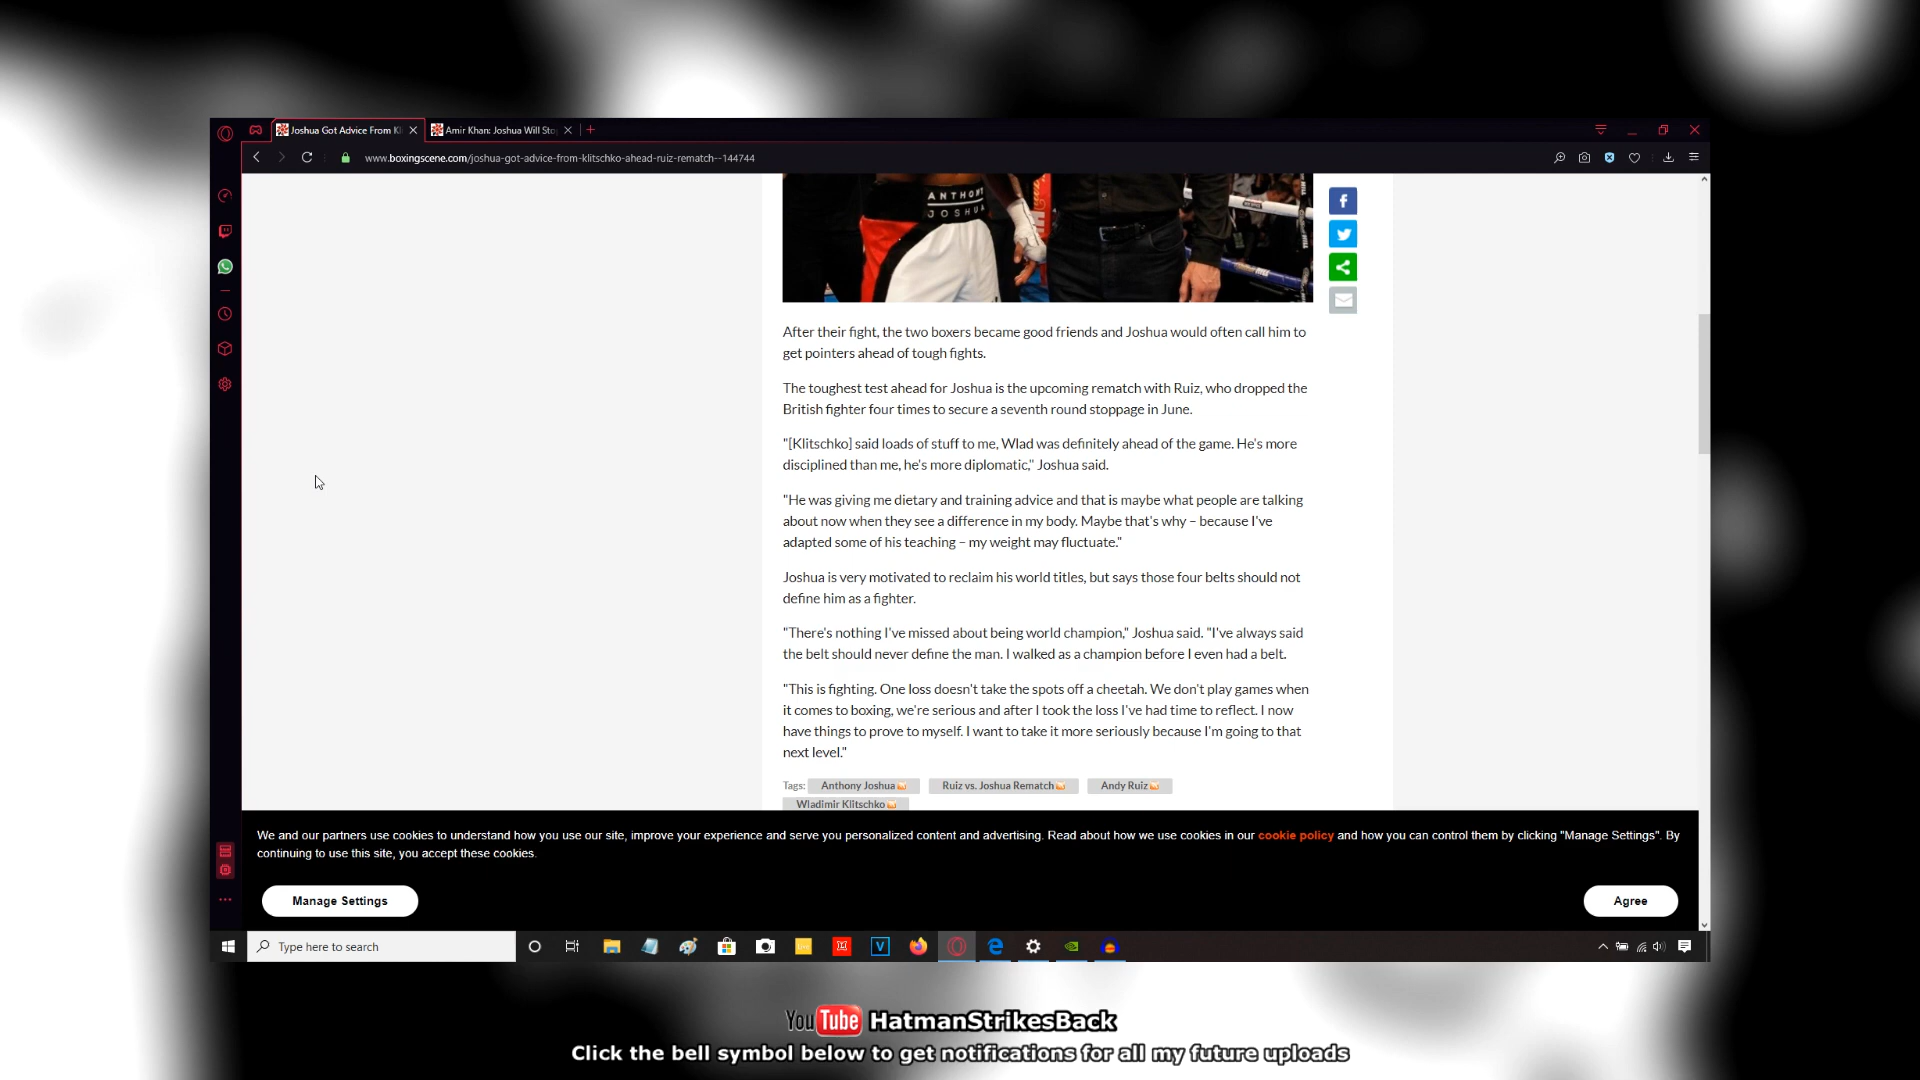 Joshua Got Advice From Kl
Amir Khan: Joshua Will Sto
www.boxingscene.com/joshua-got-advice-from-klitschko-ahead-ruiz-rematch--144744
ANTHONY
JOSHUA
After their fight, the two boxers became good friends and Joshua would often call him to
get pointers ahead of tough fights.
The toughest test ahead for Joshua is the upcoming rematch with Ruiz, who dropped the
British fighter four times to secure a seventh round stoppage in June.
"[Klitschko] said loads of stuff to me, Wlad was definitely ahead of the game. He's more
disciplined than me, he's more diplomatic," Joshua said.
"He was giving me dietary and training advice and that is maybe what people are talking
about now when they see a difference in my body. Maybe that's why – because I've
adapted some of his teaching – my weight may fluctuate."
Joshua is very motivated to reclaim his world titles, but says those four belts should not
define him as a fighter.
"There's nothing I've missed about being world champion," Joshua said. "I've always said
the belt should never define the man. I walked as a champion before I even had a belt.
"This is fighting. One loss doesn't take the spots off a cheetah. We don't play games when
it comes to boxing, we're serious and after I took the loss I've had time to reflect. I now
have things to prove to myself. I want to take it more seriously because I'm going to that
next level."
Tags: Anthony Joshua Ruiz vs. Joshua Rematch Andy Ruiz
Wladimir Klitschko
We and our partners use cookies to understand how you use our site, improve your experience and serve you personalized content and advertising. Read about how we use cookies in our cookie policy and how you can control them by clicking "Manage Settings". By
continuing to use this site, you accept these cookies.
Manage Settings
Agree
Type here to search
YouTube HatmanStrikesBack
Click the bell symbol below to get notifications for all my future uploads